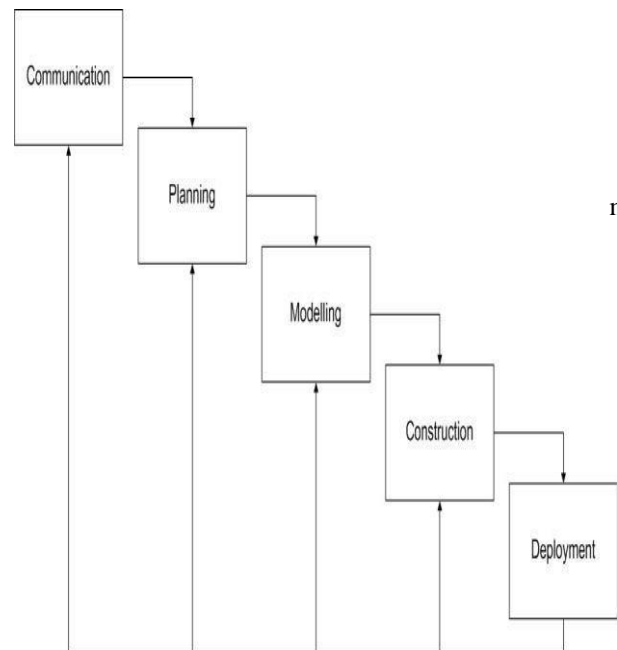 Communication
Planning
n
Modelling
Construction
Deployment